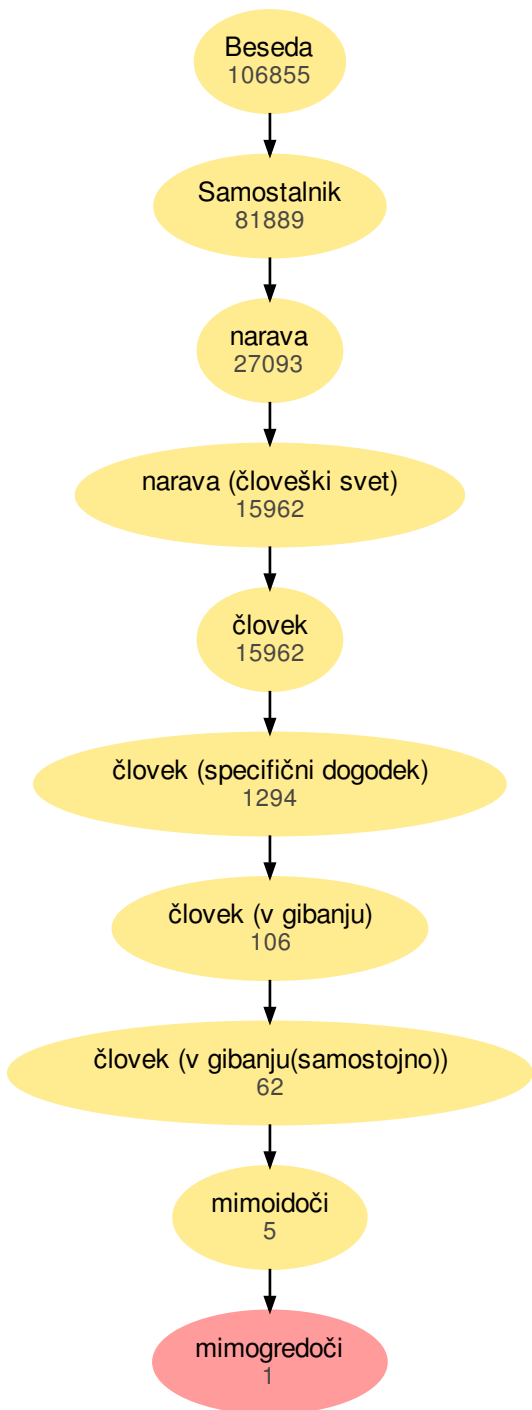 Beseda
106855
Samostalnik
81889
narava
27093
narava (človeški svet)
15962
človek
15962
človek (specifični dogodek)
1294
človek (v gibanju)
106
človek (v gibanju(samostojno))
62
mimoidoči
5
mimogredoči
1